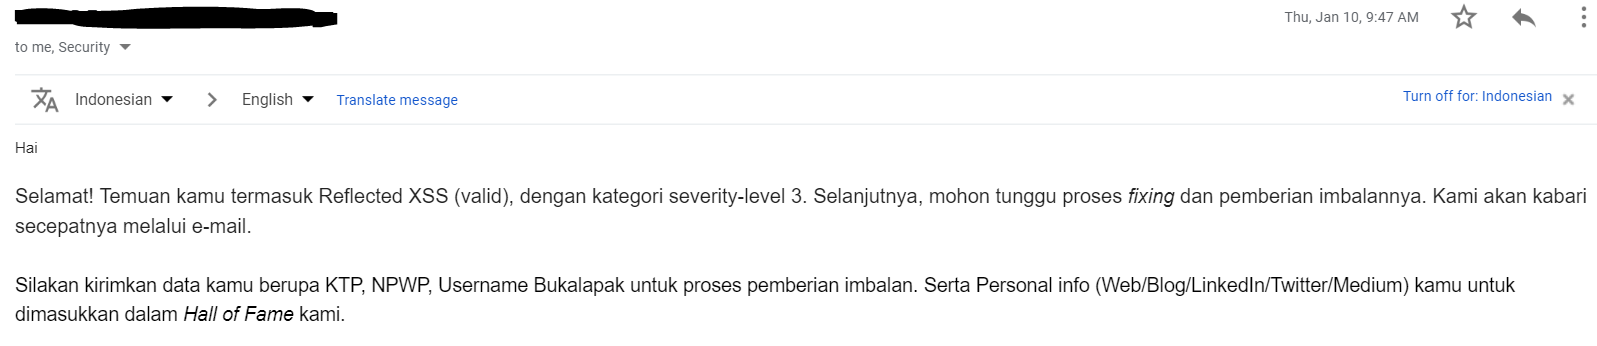 Thu, Jan 10, 9:47 AM
to me, Security
Indonesian > English Translate message Turn off for: Indonesian
Hai
Selamat! Temuan kamu termasuk Reflected XSS (valid), dengan kategori severity-level 3. Selanjutnya, mohon tunggu proses fixing dan pemberian imbalannya. Kami akan kabari
secepatnya melalui e-mail.
Silakan kirimkan data kamu berupa KTP, NPWP, Username Bukalapak untuk proses pemberian imbalan. Serta Personal info (Web/Blog/LinkedIn/Twitter/Medium) kamu untuk
dimasukkan dalam Hall of Fame kami.